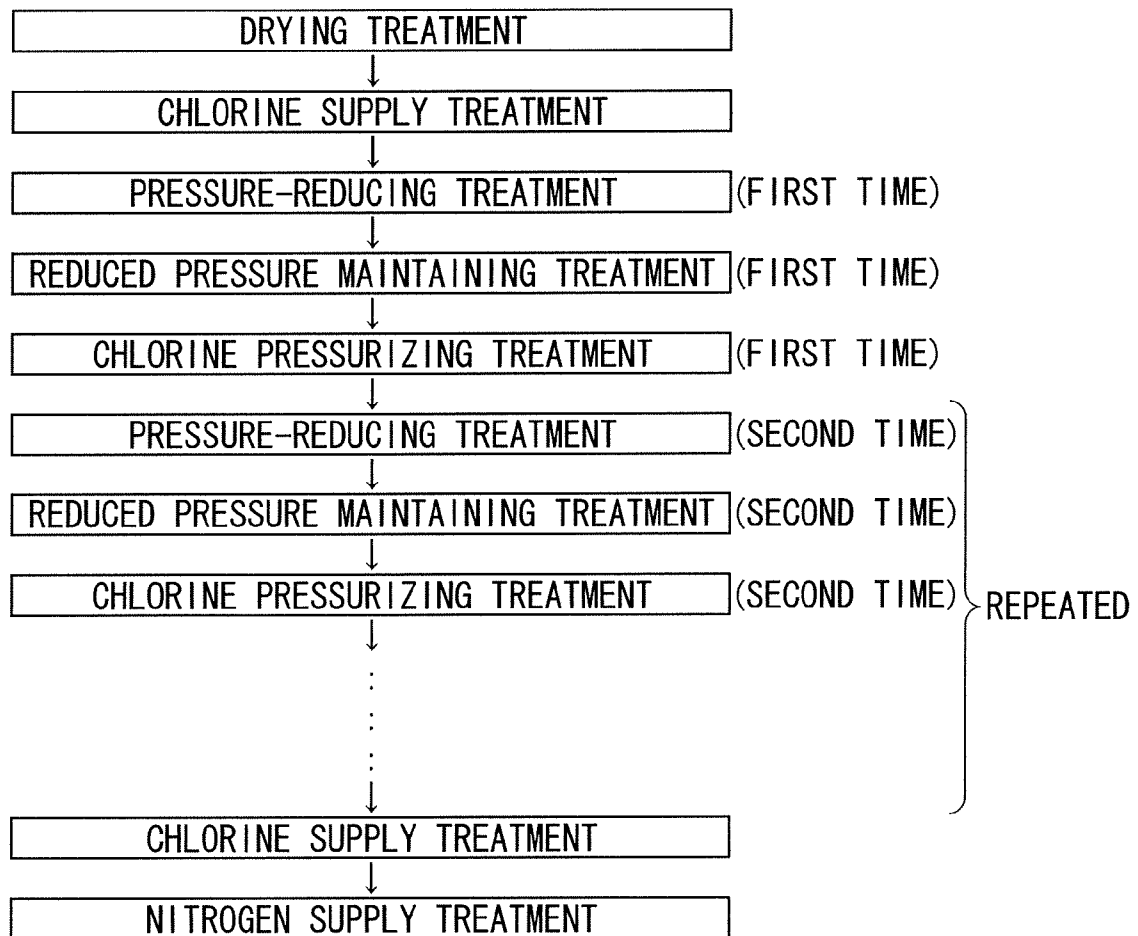 DRYING TREATMENT
CHLORINE SUPPLY TREATMENT
PRESSURE-REDUCING TREATMENT (FIRST TIME)
REDUCED PRESSURE MAINTAINING TREATMENT (FIRST TIME)
CHLORINE PRESSURIZING TREATMENT (FIRST TIME)
PRESSURE-REDUCING TREATMENT (SECOND TIME)
REDUCED PRESSURE MAINTAINING TREATMENT (SECOND TIME)
CHLORINE PRESSURIZING TREATMENT (SECOND TIME)
REPEATED
CHLORINE SUPPLY TREATMENT
NITROGEN SUPPLY TREATMENT